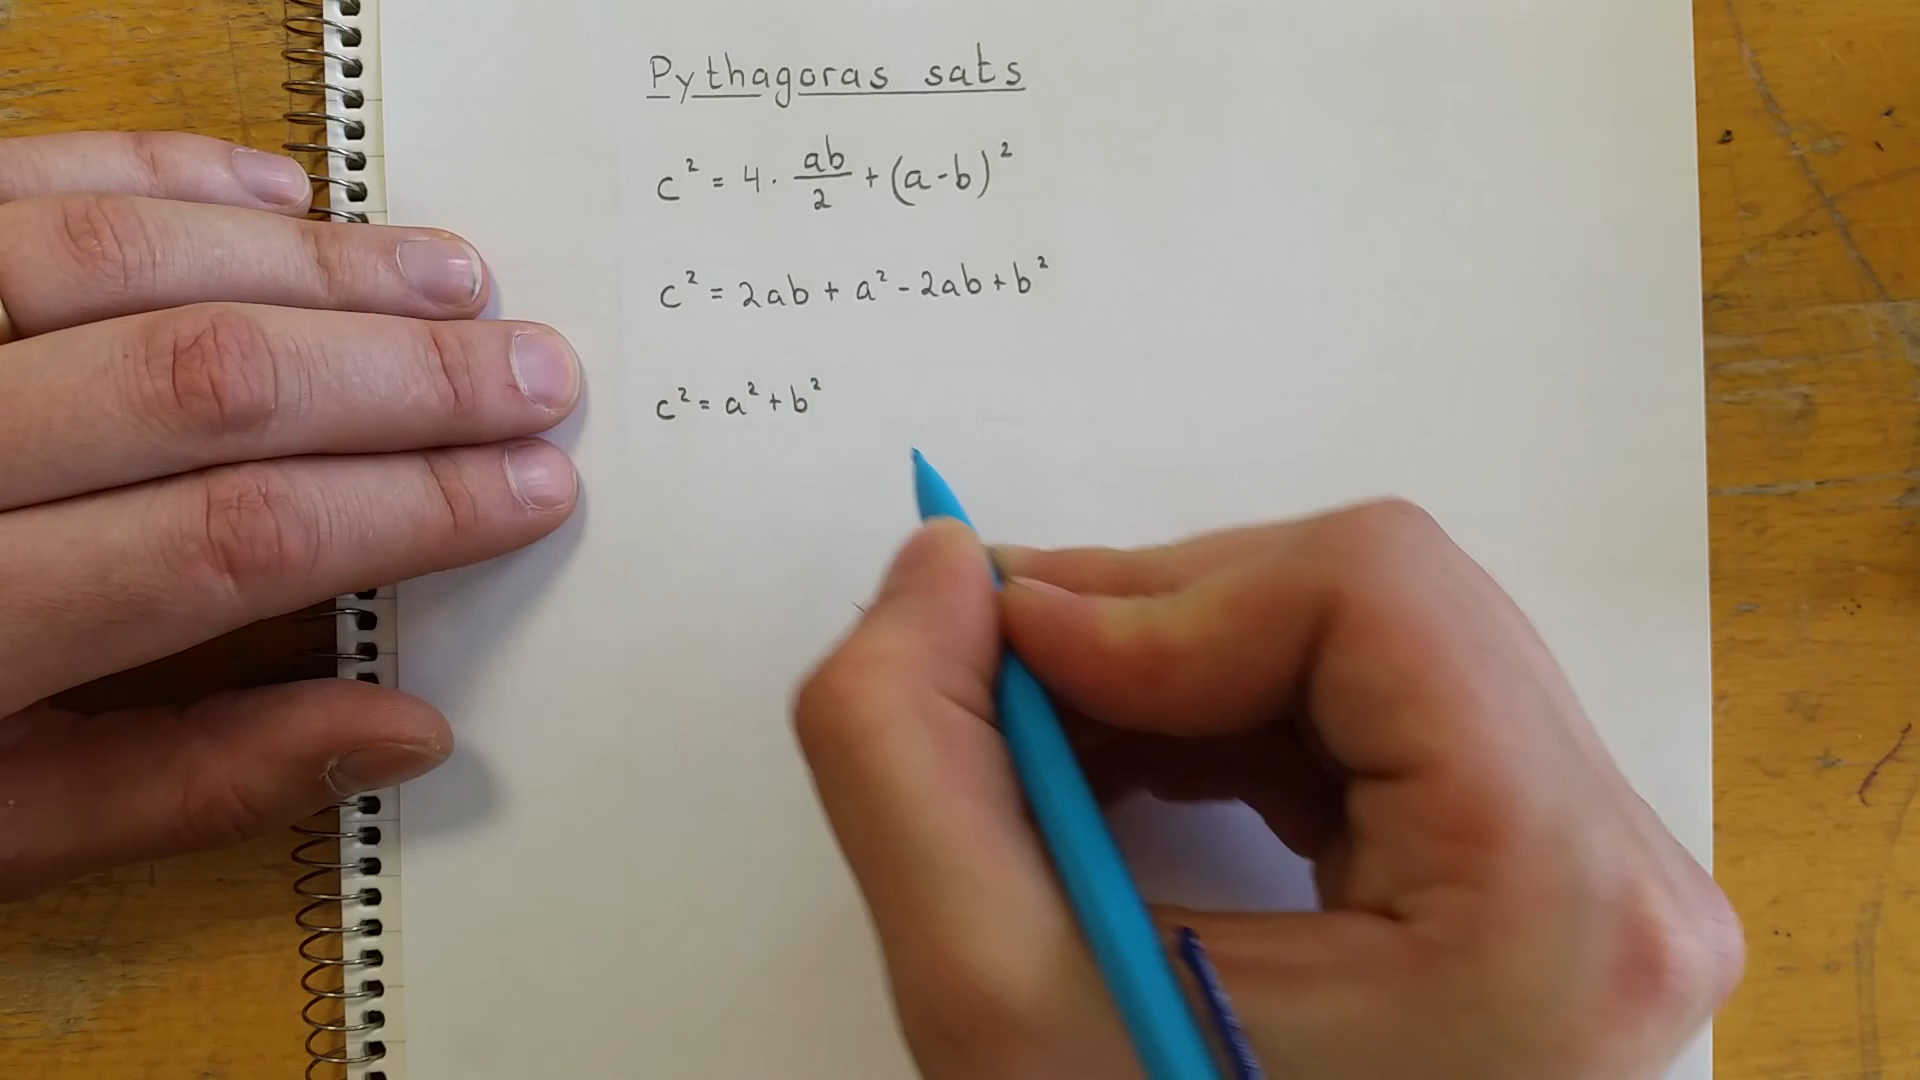 Pythagoras sats
c² = 4 · ab/2 + (a - b)²
c² = 2ab + a² - 2ab + b²
c² = a² + b²